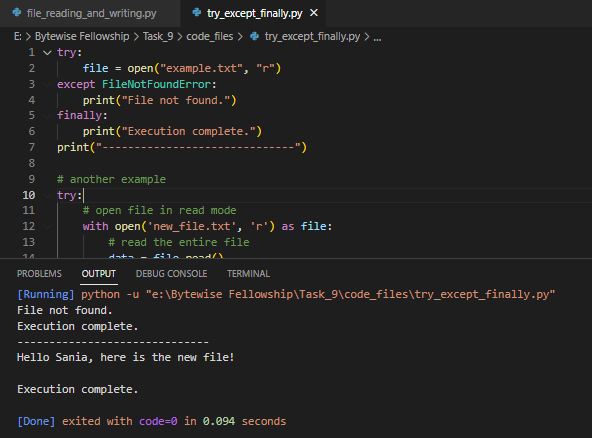 file_reading_and_writing.py try_except_finally.py
E: > Bytewise Fellowship > Task_9 > code_files > try_except_finally.py > ...
1 try:
2 file = open("example.txt", "r")
3 except FileNotFoundError:
4 print("File not found.")
5 finally:
6 print("Execution complete.")
7 print("------------------------------")
8
9 # another example
10 try:
11 # open file in read mode
12 with open('new_file.txt', 'r') as file:
13 # read the entire file
14 data = file.read()
PROBLEMS OUTPUT DEBUG CONSOLE TERMINAL
[Running] python -u "e:\Bytewise Fellowship\Task_9\code_files\try_except_finally.py"
File not found.
Execution complete.
------------------------------
Hello Sania, here is the new file!
Execution complete.
[Done] exited with code=0 in 0.094 seconds